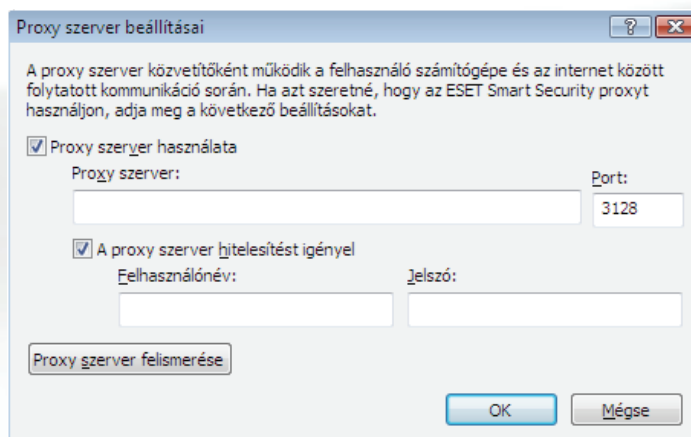 Proxy szerver beállításai
A proxy szerver közvetítőként működik a felhasználó számítógépe és az internet között
folytatott kommunikáció során. Ha azt szeretné, hogy az ESET Smart Security proxyt
használjon, adja meg a következő beállításokat.
Proxy szerver használata
Proxy szerver:
Port:
3128
A proxy szerver hitelesítést igényel
Felhasználónév:
Jelszó:
Proxy szerver felismerése
OK
Mégse